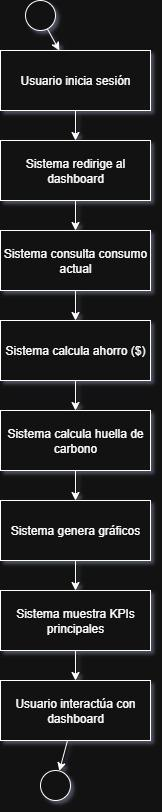 Usuario inicia sesión
Sistema redirige al
dashboard
Sistema consulta consumo
actual
Sistema calcula ahorro ($)
Sistema calcula huella de
carbono
Sistema genera gráficos
Sistema muestra KPIs
principales
Usuario interactúa con
dashboard